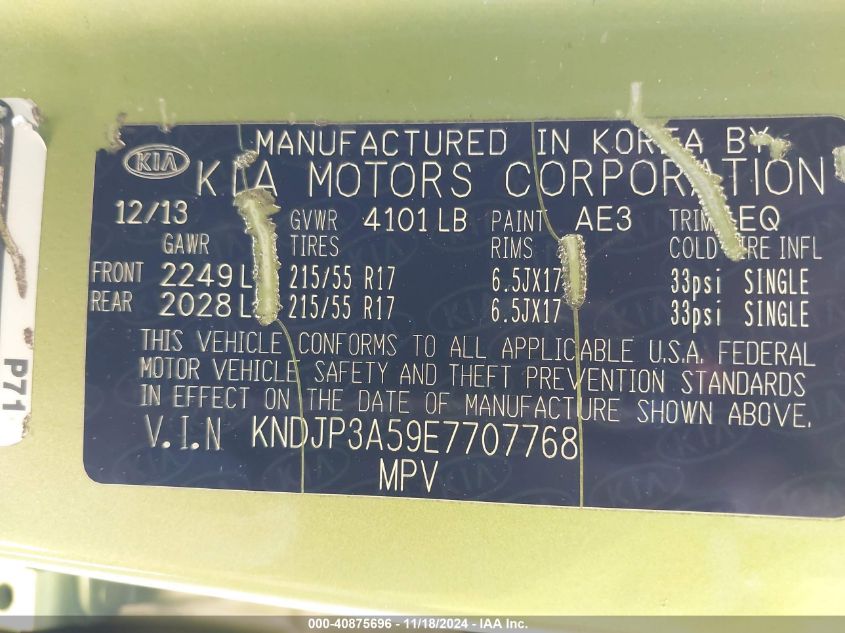 MANUFACTURED IN KOREA BY
KIA KIA MOTORS CORPORATION
12/13 GVWR 4101 LB PAINT AE3 TRIM EQ
GAWR TIRES RIMS COLD TIRE INFL
FRONT 2249 L 215/55 R17 6.5JX17 33psi SINGLE
REAR 2028 L 215/55 R17 6.5JX17 33psi SINGLE
THIS VEHICLE CONFORMS TO ALL APPLICABLE U.S.A. FEDERAL
MOTOR VEHICLE SAFETY AND THEFT PREVENTION STANDARDS
IN EFFECT ON THE DATE OF MANUFACTURE SHOWN ABOVE.
V.I.N KNDJP3A59E7707768
MPV
P71
000-40875696 - 11/18/2024 - IAA Inc.